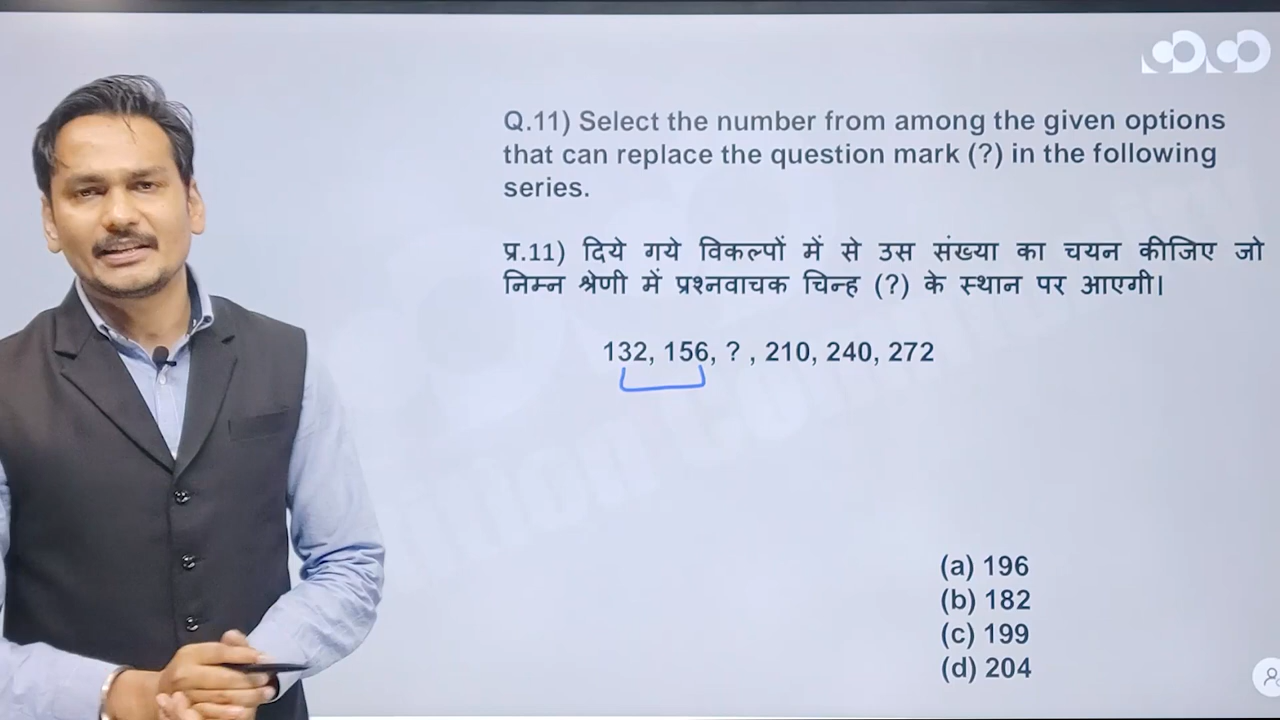 Q.11) Select the number from among the given options
that can replace the question mark (?) in the following
series.
प्र.11) दिये गये विकल्पों में से उस संख्या का चयन कीजिए जो
निम्न श्रेणी में प्रश्नवाचक चिन्ह (?) के स्थान पर आएगी।
132, 156, ? , 210, 240, 272
(a) 196
(b) 182
(c) 199
(d) 204